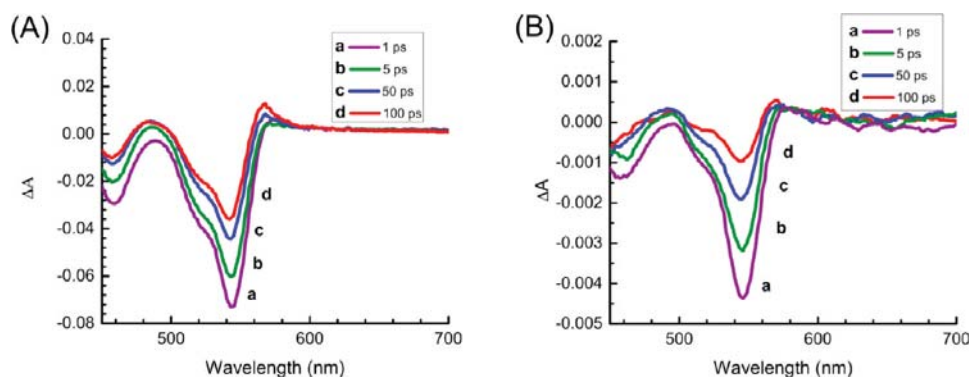 (A)
0.04
0.02
0.00
-0.02
-0.04
-0.06
-0.08
ΔA
a 1 ps
b 5 ps
c 50 ps
d 100 ps
d
c
b
a
500 600 700
Wavelength (nm)
(B)
0.002
0.001
0.000
-0.001
-0.002
-0.003
-0.004
-0.005
ΔA
a 1 ps
b 5 ps
c 50 ps
d 100 ps
d
c
b
a
500 600 700
Wavelength (nm)